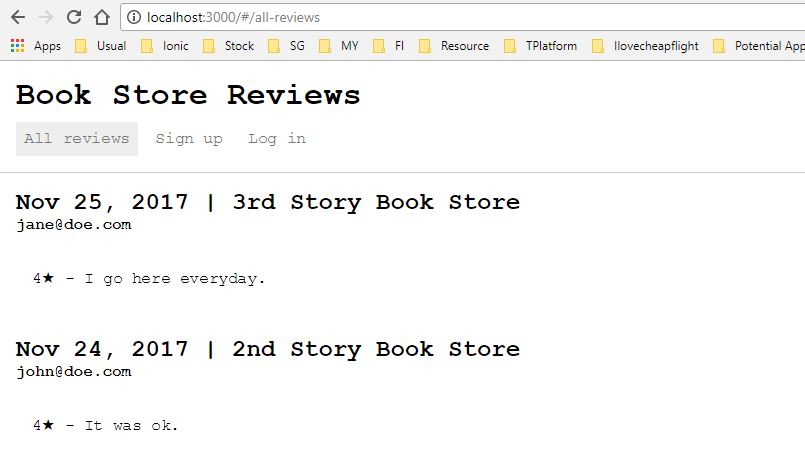 localhost:3000/#/all-reviews
Apps Usual Ionic Stock SG MY FI Resource TPlatform Ilovecheapflight Potential App
Book Store Reviews
All reviews Sign up Log in
Nov 25, 2017 | 3rd Story Book Store
jane@doe.com
4★ - I go here everyday.
Nov 24, 2017 | 2nd Story Book Store
john@doe.com
4★ - It was ok.